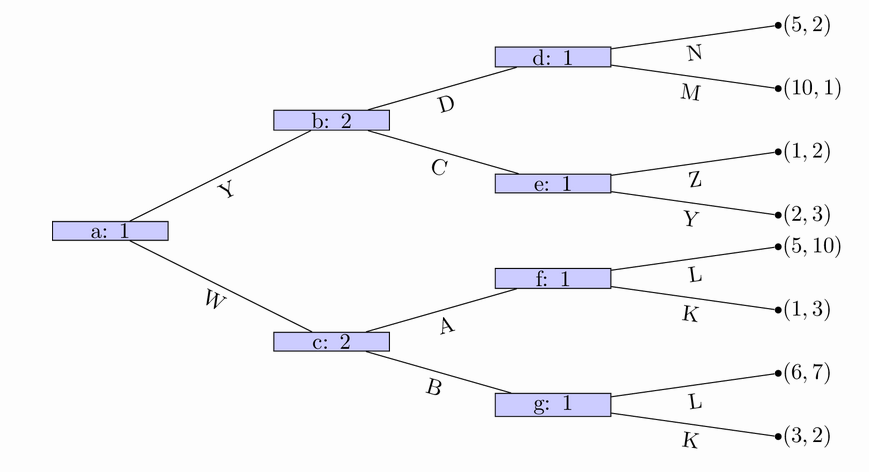 (5, 2)
N
d: 1
M
(10, 1)
D
b: 2
C
(1, 2)
Z
e: 1
Y
(2, 3)
Y
a: 1
W
(5, 10)
L
f: 1
K
(1, 3)
A
c: 2
B
(6, 7)
L
g: 1
K
(3, 2)